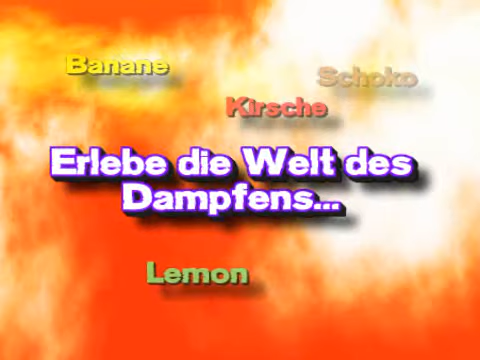 Banane
Schoko
Kirsche
Erlebe die Welt des
Dampfens...
Lemon